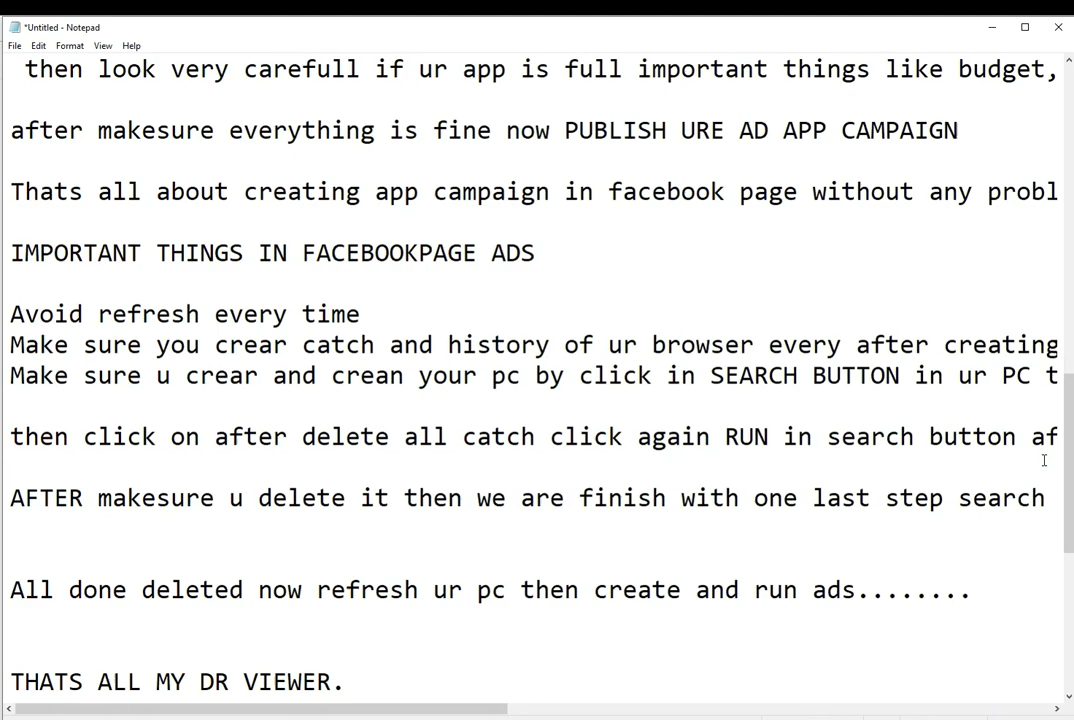 *Untitled - Notepad
File Edit Format View Help
then look very carefull if ur app is full important things like budget,
after makesure everything is fine now PUBLISH URE AD APP CAMPAIGN
Thats all about creating app campaign in facebook page without any probl
IMPORTANT THINGS IN FACEBOOKPAGE ADS
Avoid refresh every time
Make sure you crear catch and history of ur browser every after creating
Make sure u crear and crean your pc by click in SEARCH BUTTON in ur PC t
then click on after delete all catch click again RUN in search button af
AFTER makesure u delete it then we are finish with one last step search
All done deleted now refresh ur pc then create and run ads........
THATS ALL MY DR VIEWER.